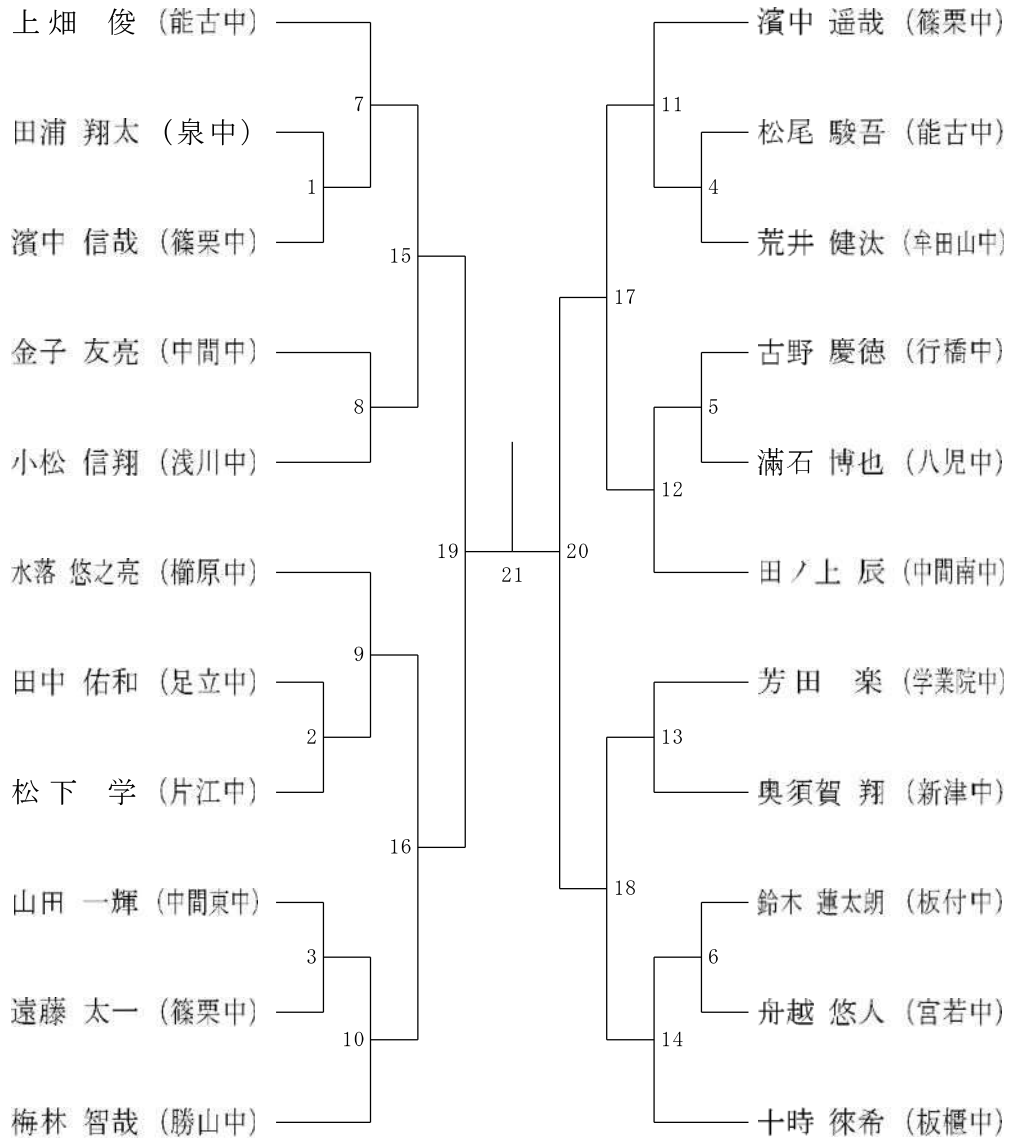 上畑 俊 (能古中)
田浦 翔太 (泉中)
濱中 信哉 (篠栗中)
金子 友亮 (中間中)
小松 信翔 (浅川中)
水落 悠之亮 (櫛原中)
田中 佑和 (足立中)
松下 学 (片江中)
山田 一輝 (中間東中)
遠藤 太一 (篠栗中)
梅林 智哉 (勝山中)
7
1
15
8
19
9
2
16
3
10
21
濱中 遥哉 (篠栗中)
松尾 駿吾 (能古中)
荒井 健汰 (牟田山中)
古野 慶徳 (行橋中)
滿石 博也 (八児中)
田ノ上 辰 (中間南中)
芳田 楽 (学業院中)
奥須賀 翔 (新津中)
鈴木 蓮太朗 (板付中)
舟越 悠人 (宮若中)
十時 徠希 (板櫃中)
11
4
17
5
12
20
13
18
6
14